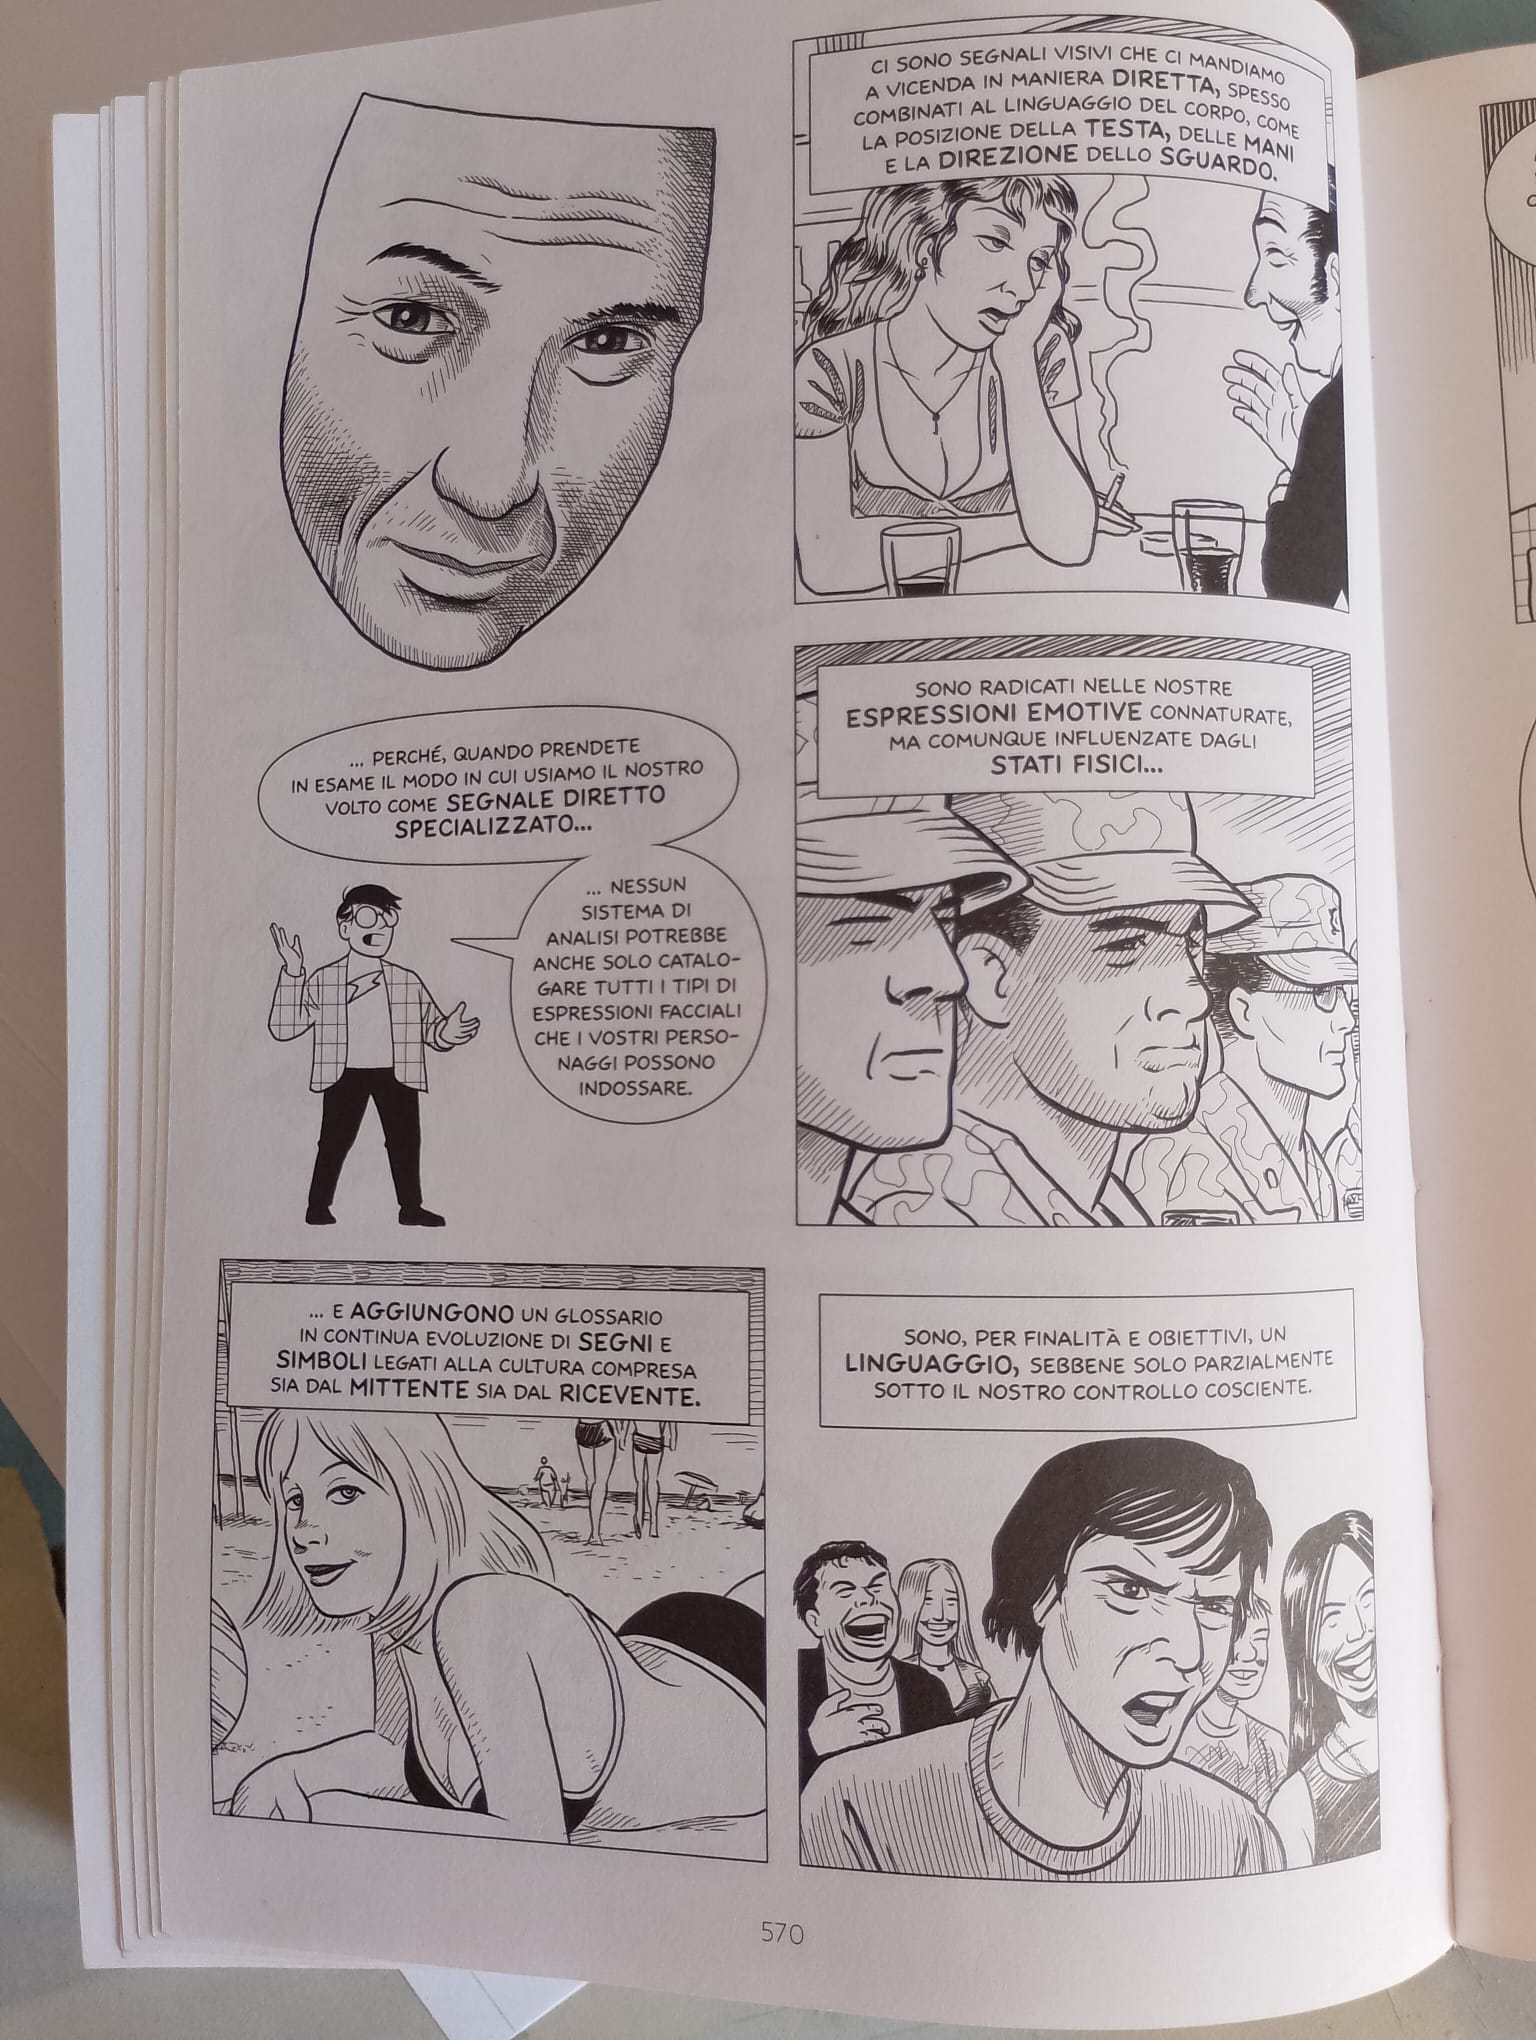 ... PERCHÉ, QUANDO PRENDETE
IN ESAME IL MODO IN CUI USIAMO IL NOSTRO
VOLTO COME SEGNALE DIRETTO
SPECIALIZZATO...
... NESSUN
SISTEMA DI
ANALISI POTREBBE
ANCHE SOLO CATALO-
GARE TUTTI I TIPI DI
ESPRESSIONI FACCIALI
CHE I VOSTRI PERSO-
NAGGI POSSONO
INDOSSARE.
CI SONO SEGNALI VISIVI CHE CI MANDIAMO
A VICENDA IN MANIERA DIRETTA, SPESSO
COMBINATI AL LINGUAGGIO DEL CORPO, COME
LA POSIZIONE DELLA TESTA, DELLE MANI
E LA DIREZIONE DELLO SGUARDO.
SONO RADICATI NELLE NOSTRE
ESPRESSIONI EMOTIVE CONNATURATE,
MA COMUNQUE INFLUENZATE DAGLI
STATI FISICI...
... E AGGIUNGONO UN GLOSSARIO
IN CONTINUA EVOLUZIONE DI SEGNI E
SIMBOLI LEGATI ALLA CULTURA COMPRESA
SIA DAL MITTENTE SIA DAL RICEVENTE.
SONO, PER FINALITÀ E OBIETTIVI, UN
LINGUAGGIO, SEBBENE SOLO PARZIALMENTE
SOTTO IL NOSTRO CONTROLLO COSCIENTE.
570